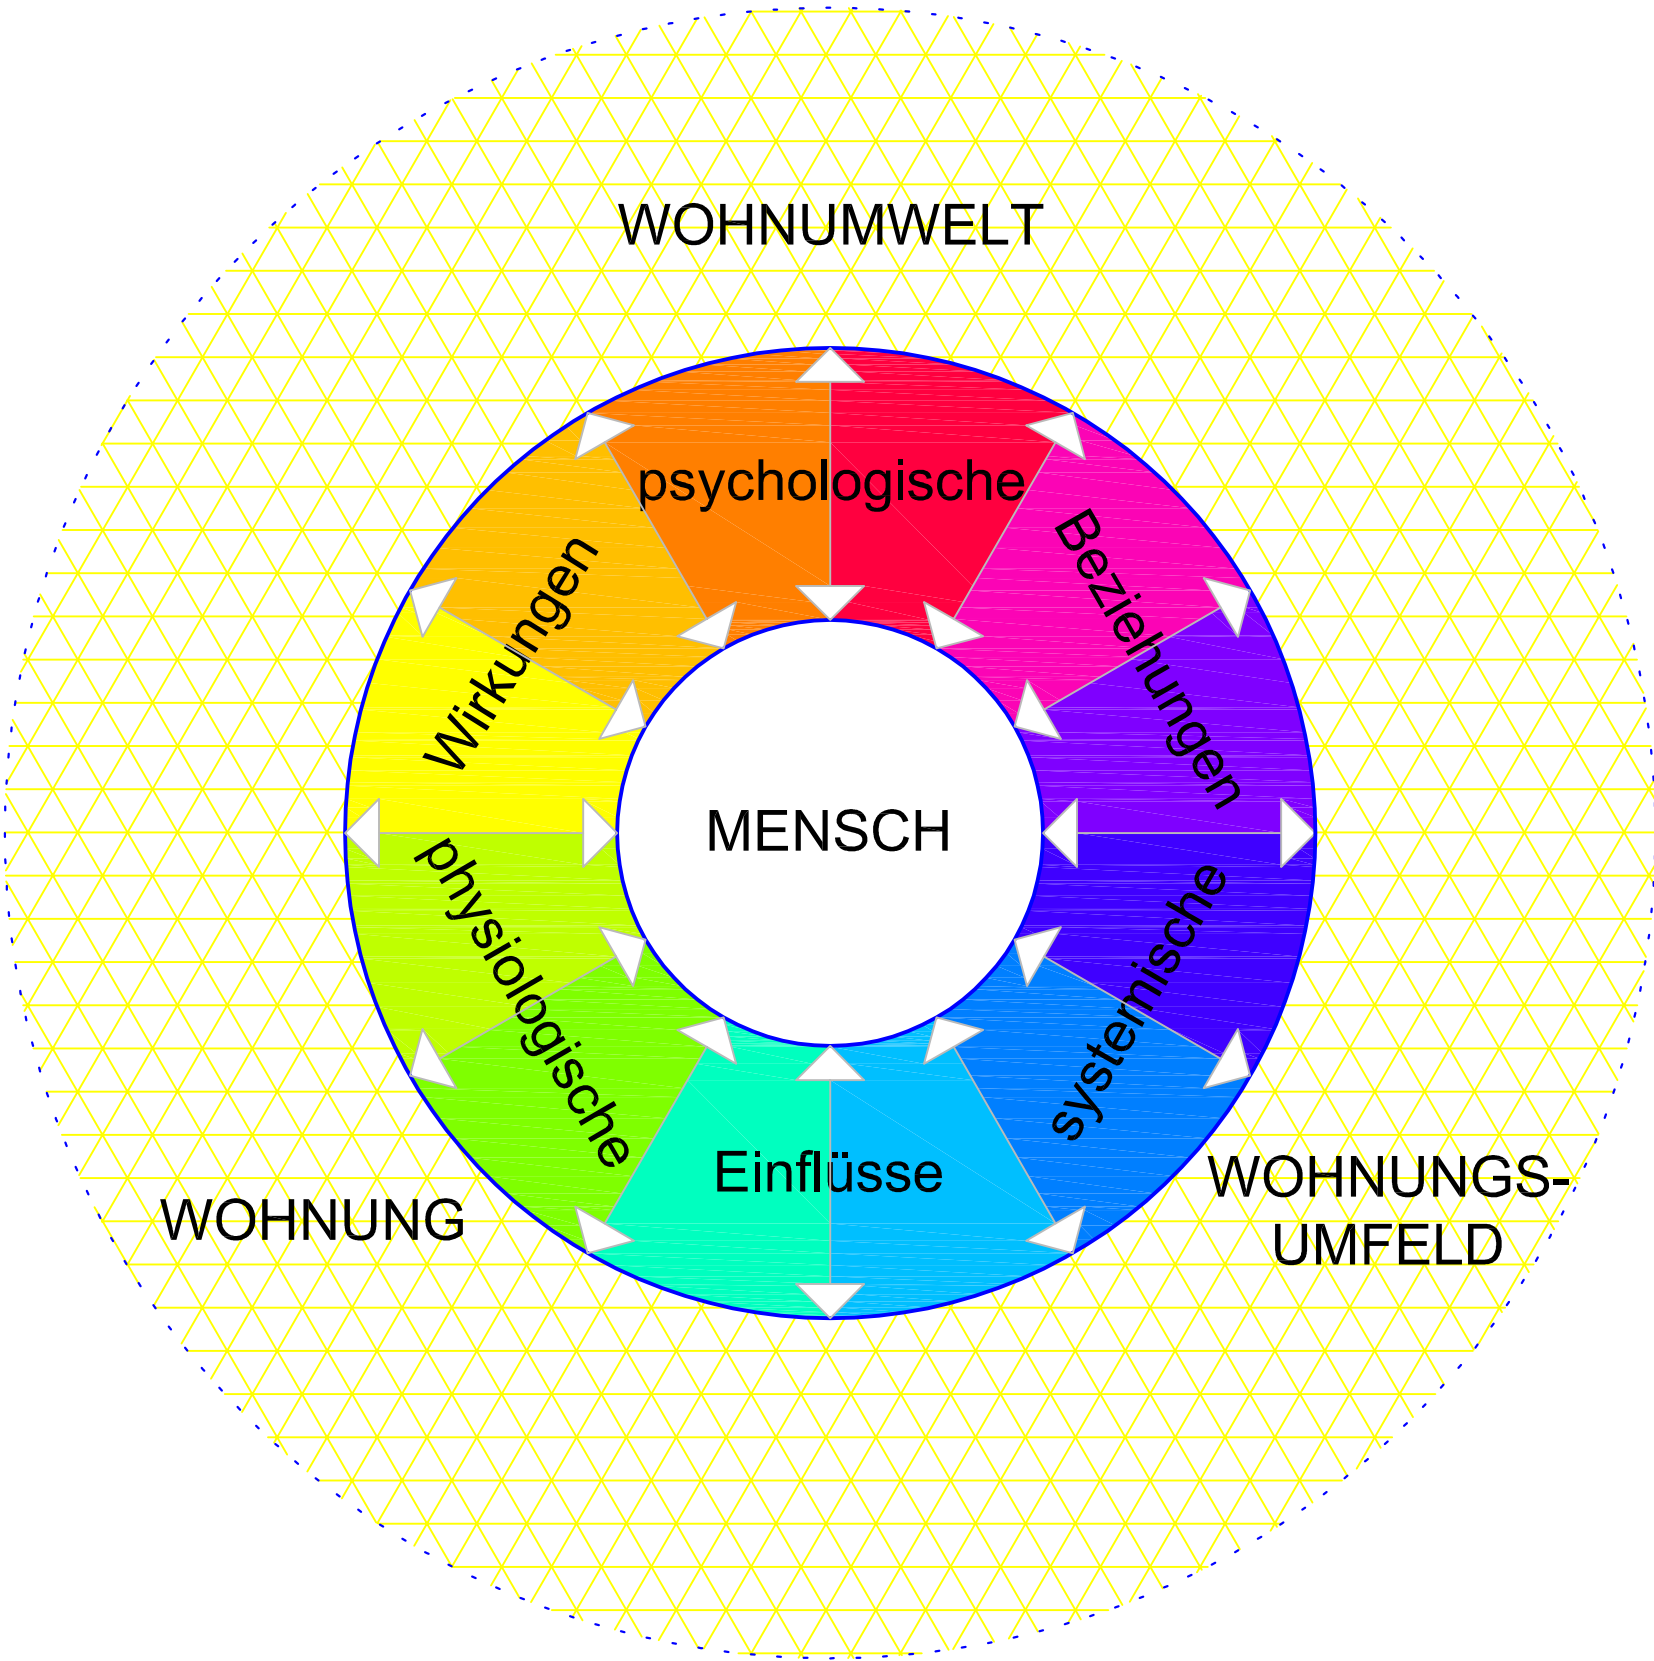 WOHNUMWELT
psychologische
Beziehungen
Wirkungen
MENSCH
physiologische
systemische
Einflüsse
WOHNUNG
WOHNUNGS-
UMFELD